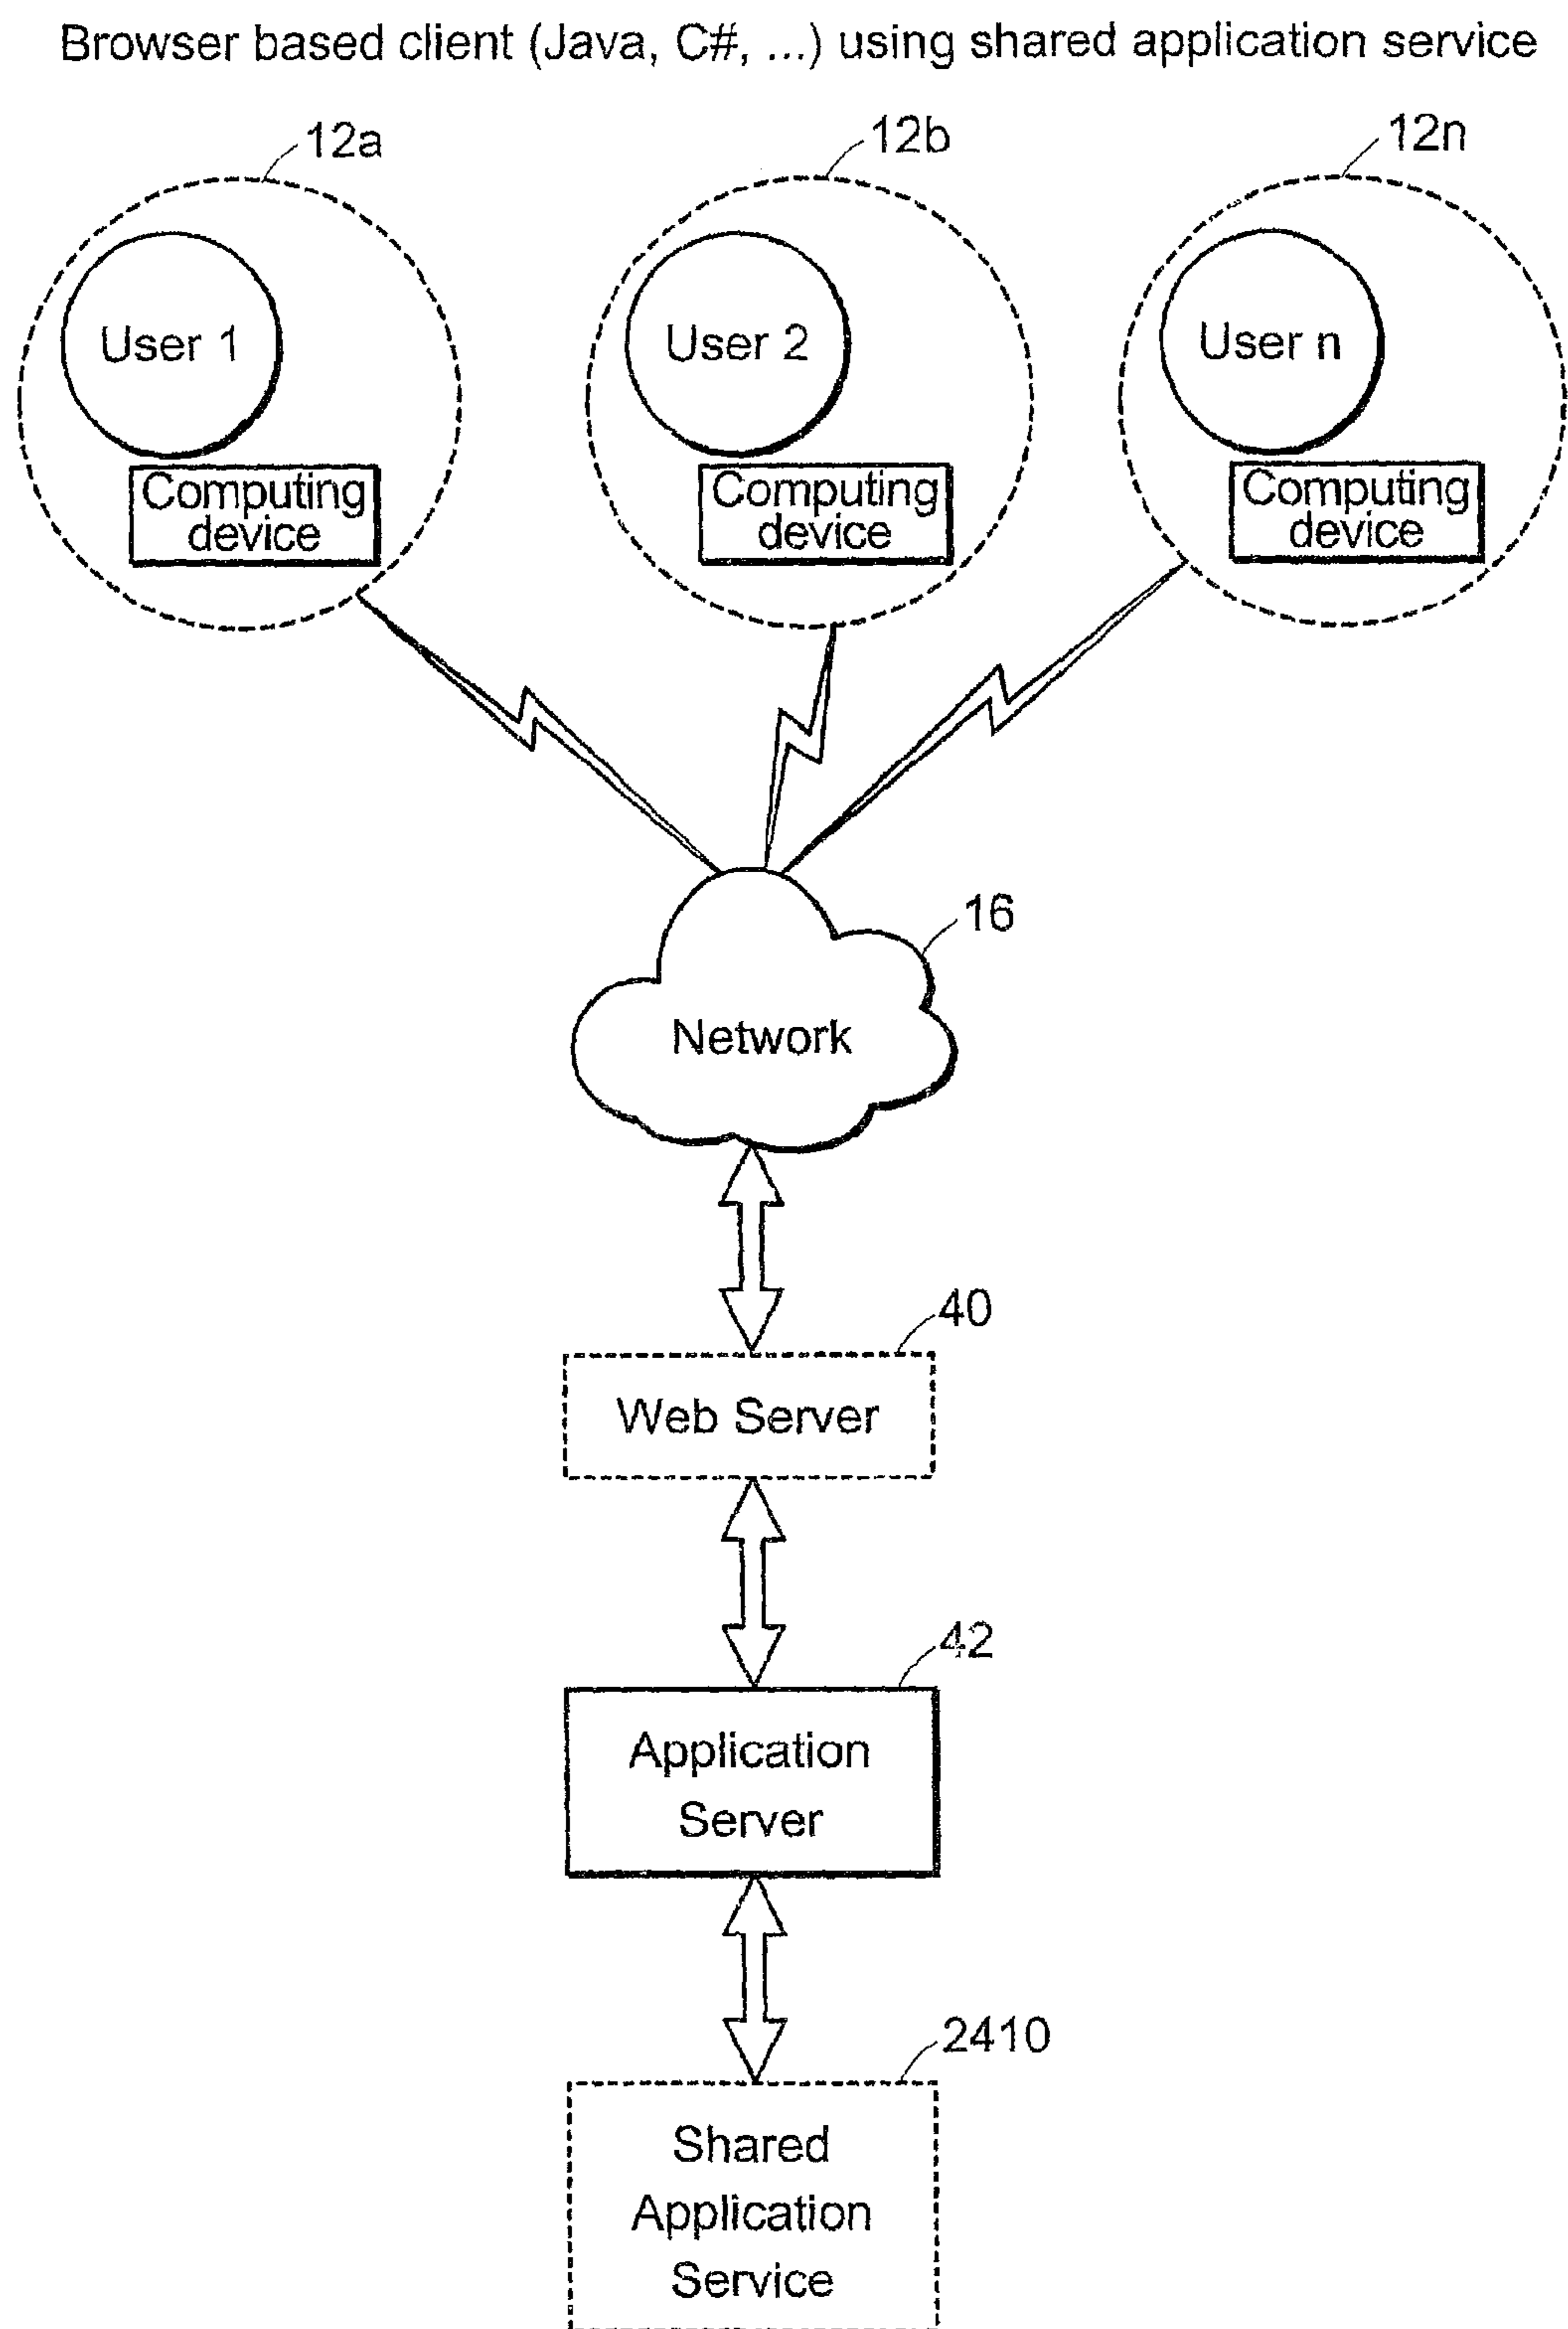 Browser based client (Java, C#, ...) using shared application service
12a
12b
12n
User 1
User 2
User n
Computing
device
Computing
device
Computing
device
16
Network
40
Web Server
42
Application
Server
2410
Shared
Application
Service